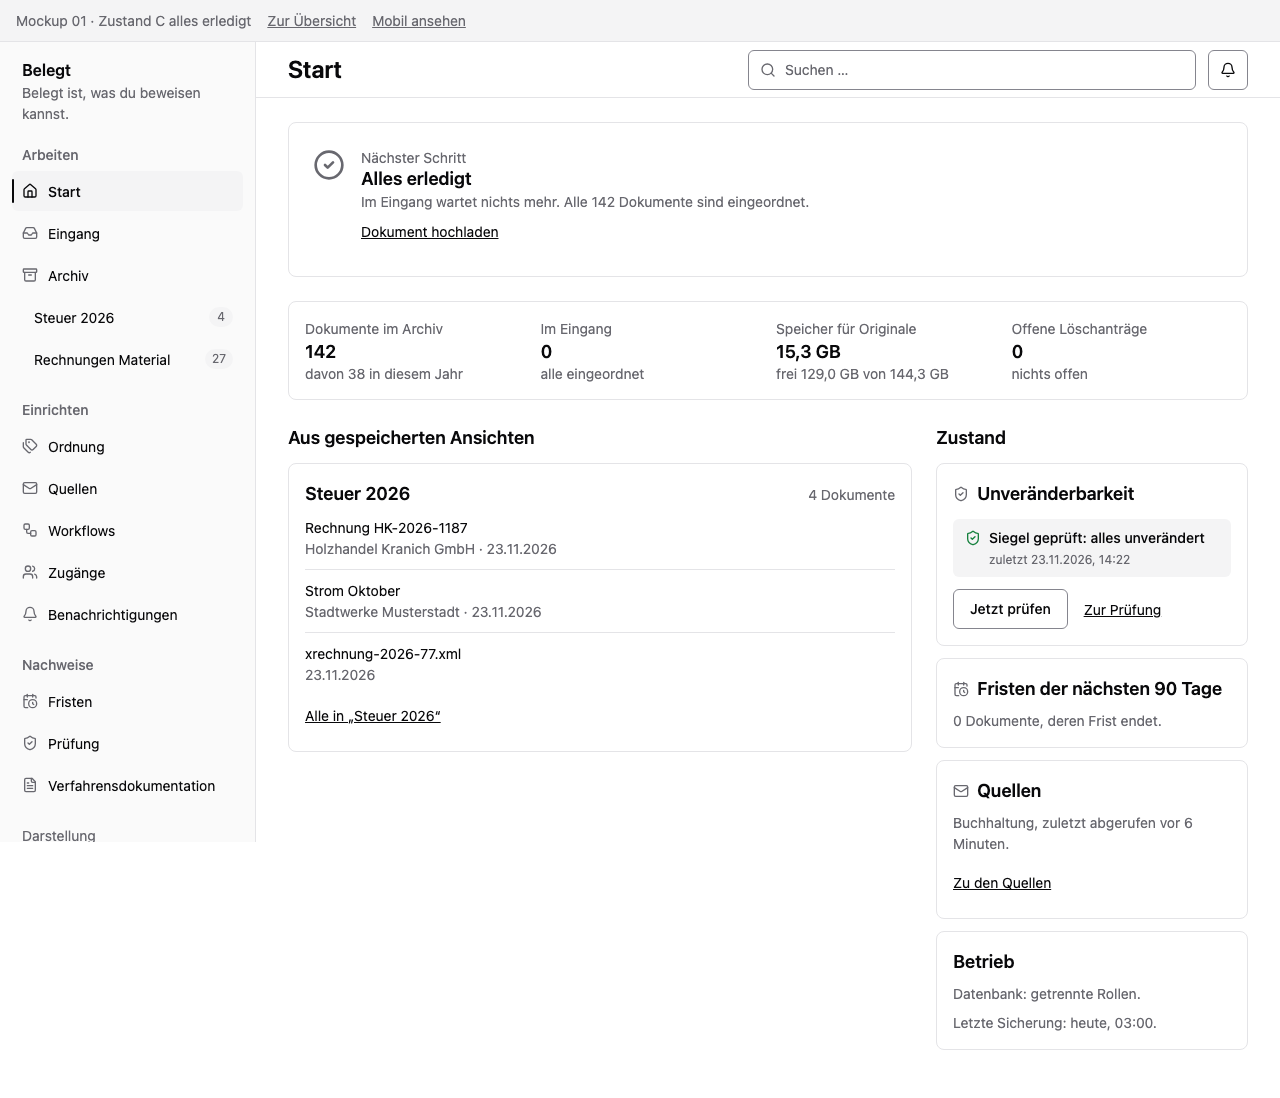 Mockup 01 · Zustand C alles erledigt Zur Übersicht Mobil ansehen
Belegt
Belegt ist, was du beweisen
kannst.
Arbeiten
Start
Eingang
Archiv
Steuer 2026 4
Rechnungen Material 27
Einrichten
Ordnung
Quellen
Workflows
Zugänge
Benachrichtigungen
Nachweise
Fristen
Prüfung
Verfahrensdokumentation
Darstellung
Start
Suchen ...
Nächster Schritt
Alles erledigt
Im Eingang wartet nichts mehr. Alle 142 Dokumente sind eingeordnet.
Dokument hochladen
Dokumente im Archiv
142
davon 38 in diesem Jahr
Im Eingang
0
alle eingeordnet
Speicher für Originale
15,3 GB
frei 129,0 GB von 144,3 GB
Offene Löschanträge
0
nichts offen
Aus gespeicherten Ansichten
Steuer 2026 4 Dokumente
Rechnung HK-2026-1187
Holzhandel Kranich GmbH · 23.11.2026
Strom Oktober
Stadtwerke Musterstadt · 23.11.2026
xrechnung-2026-77.xml
23.11.2026
Alle in „Steuer 2026“
Zustand
Unveränderbarkeit
Siegel geprüft: alles unverändert
zuletzt 23.11.2026, 14:22
Jetzt prüfen Zur Prüfung
Fristen der nächsten 90 Tage
0 Dokumente, deren Frist endet.
Quellen
Buchhaltung, zuletzt abgerufen vor 6
Minuten.
Zu den Quellen
Betrieb
Datenbank: getrennte Rollen.
Letzte Sicherung: heute, 03:00.